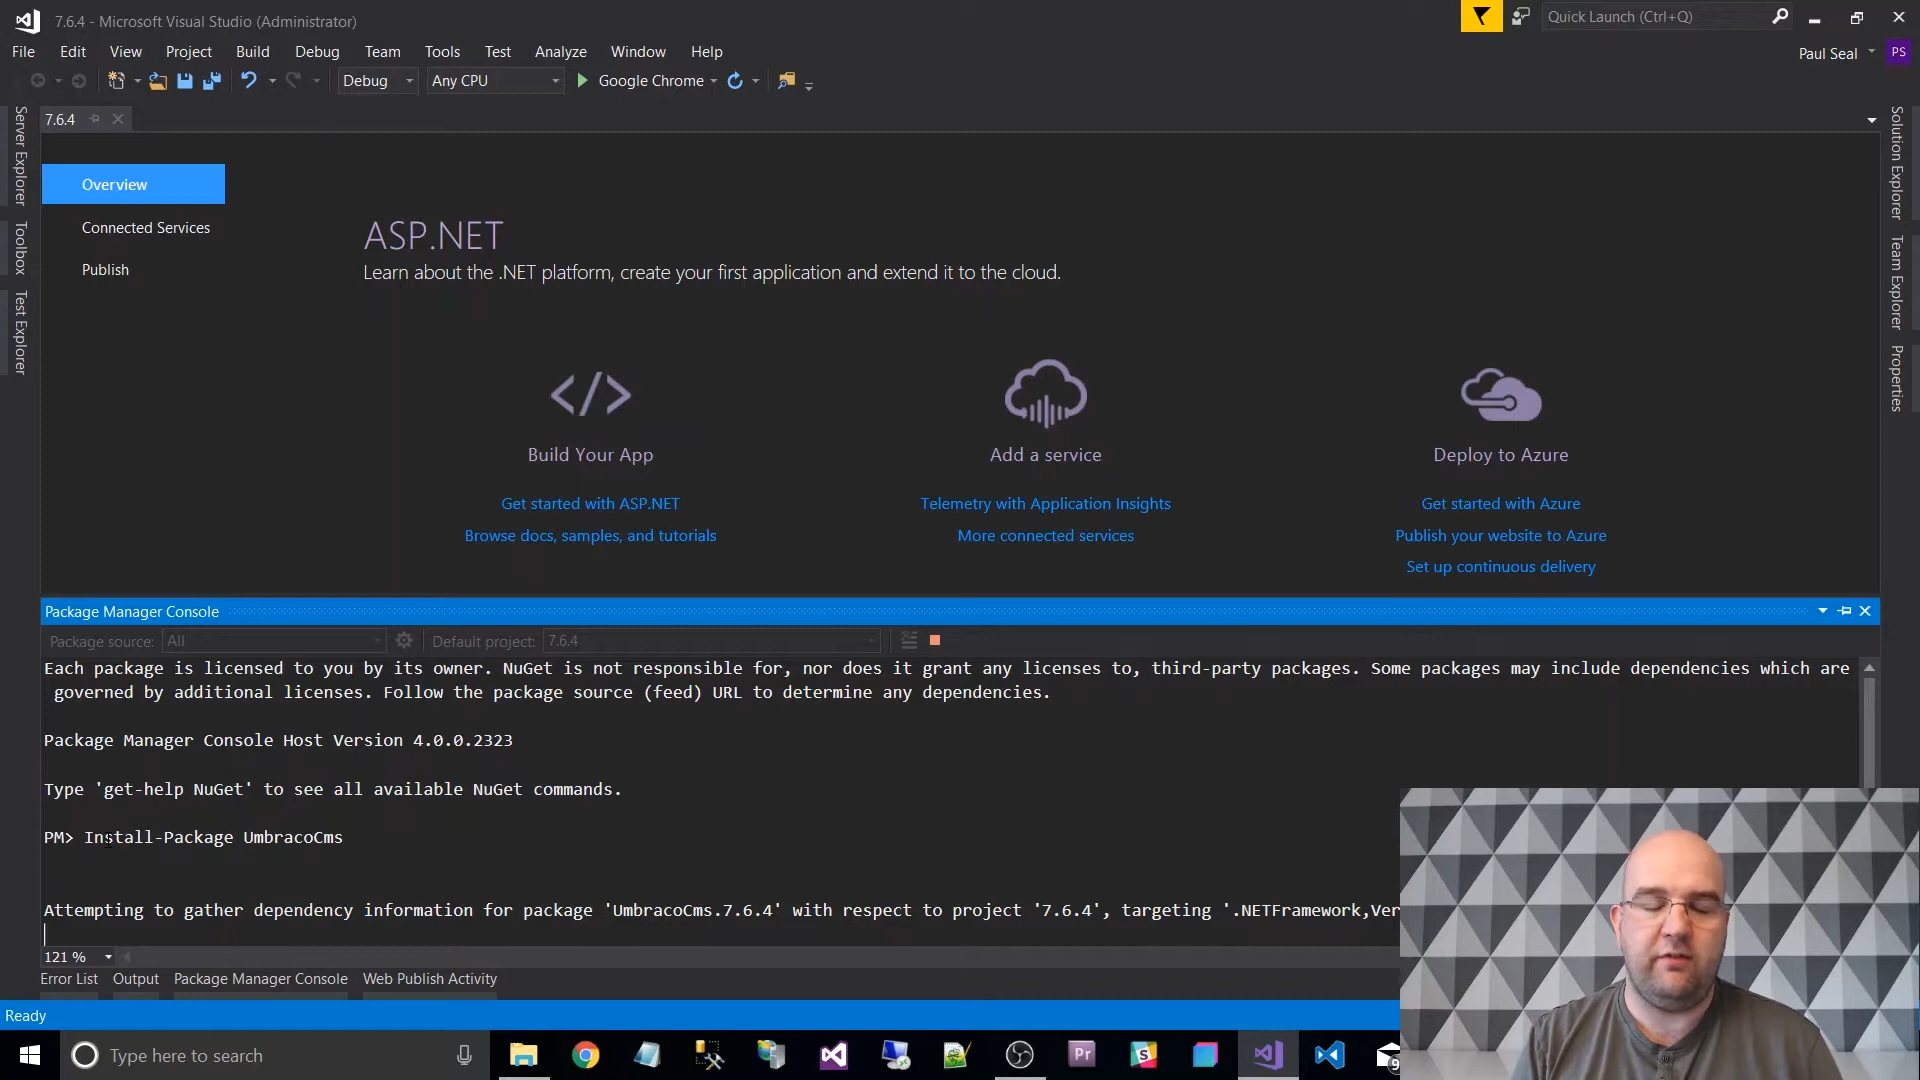 7.6.4 - Microsoft Visual Studio (Administrator)
Quick Launch (Ctrl+Q)
File Edit View Project Build Debug Team Tools Test Analyze Window Help
Paul Seal PS
Debug Any CPU Google Chrome
7.6.4
Server Explorer
Toolbox
Test Explorer
Solution Explorer
Team Explorer
Properties
Overview
Connected Services
Publish
ASP.NET
Learn about the .NET platform, create your first application and extend it to the cloud.
</>
Build Your App
Get started with ASP.NET
Browse docs, samples, and tutorials
Add a service
Telemetry with Application Insights
More connected services
Deploy to Azure
Get started with Azure
Publish your website to Azure
Set up continuous delivery
Package Manager Console
Package source: All Default project: 7.6.4
Each package is licensed to you by its owner. NuGet is not responsible for, nor does it grant any licenses to, third-party packages. Some packages may include dependencies which are
governed by additional licenses. Follow the package source (feed) URL to determine any dependencies.
Package Manager Console Host Version 4.0.0.2323
Type 'get-help NuGet' to see all available NuGet commands.
PM> Install-Package UmbracoCms
Attempting to gather dependency information for package 'UmbracoCms.7.6.4' with respect to project '7.6.4', targeting '.NETFramework,Ver
121 %
Error List Output Package Manager Console Web Publish Activity
Ready
Type here to search
Pr
S
9